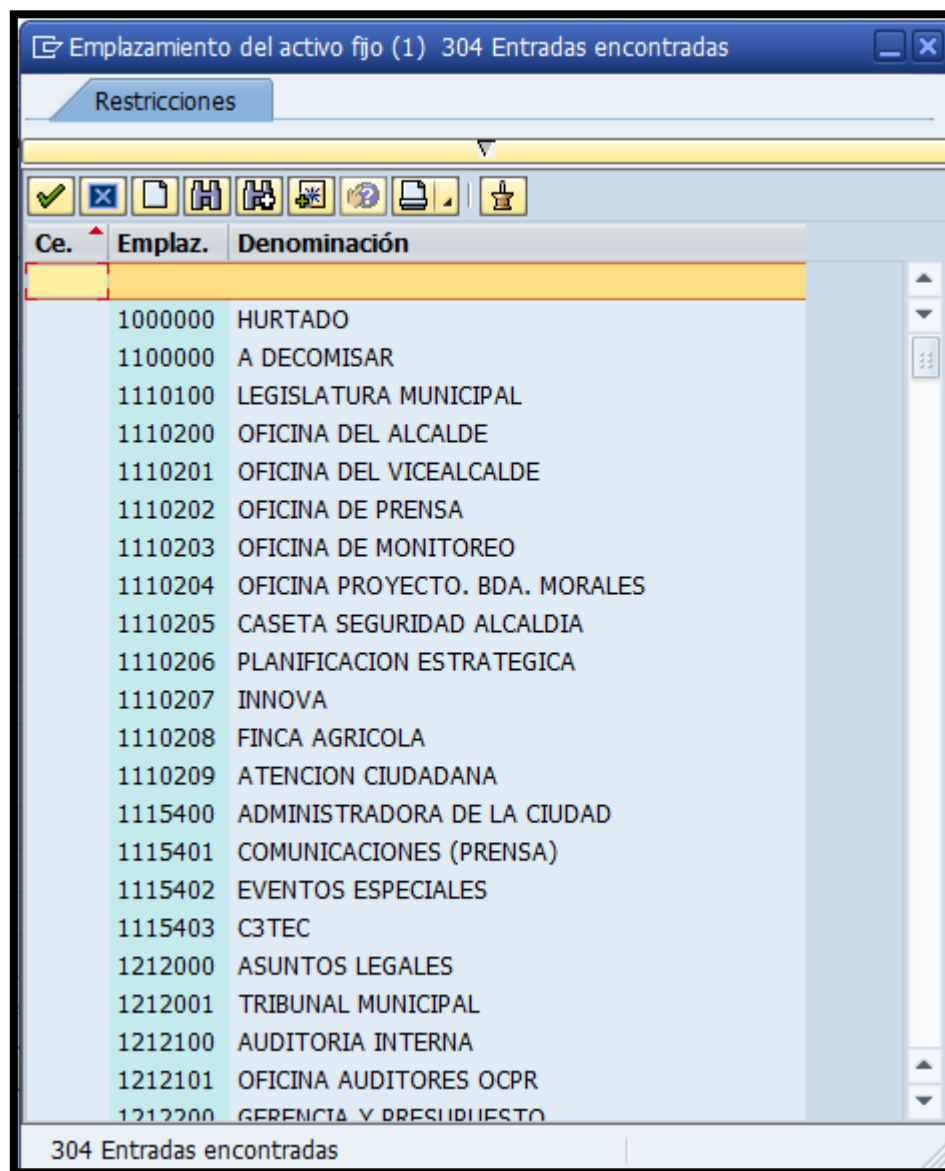 Emplazamiento del activo fijo (1) 304 Entradas encontradas
Restricciones
Ce. Emplaz. Denominación
1000000 HURTADO
1100000 A DECOMISAR
1110100 LEGISLATURA MUNICIPAL
1110200 OFICINA DEL ALCALDE
1110201 OFICINA DEL VICEALCALDE
1110202 OFICINA DE PRENSA
1110203 OFICINA DE MONITOREO
1110204 OFICINA PROYECTO. BDA. MORALES
1110205 CASETA SEGURIDAD ALCALDIA
1110206 PLANIFICACION ESTRATEGICA
1110207 INNOVA
1110208 FINCA AGRICOLA
1110209 ATENCION CIUDADANA
1115400 ADMINISTRADORA DE LA CIUDAD
1115401 COMUNICACIONES (PRENSA)
1115402 EVENTOS ESPECIALES
1115403 C3TEC
1212000 ASUNTOS LEGALES
1212001 TRIBUNAL MUNICIPAL
1212100 AUDITORIA INTERNA
1212101 OFICINA AUDITORES OCPR
1212200 GERENCIA Y PRESUPUESTO
304 Entradas encontradas